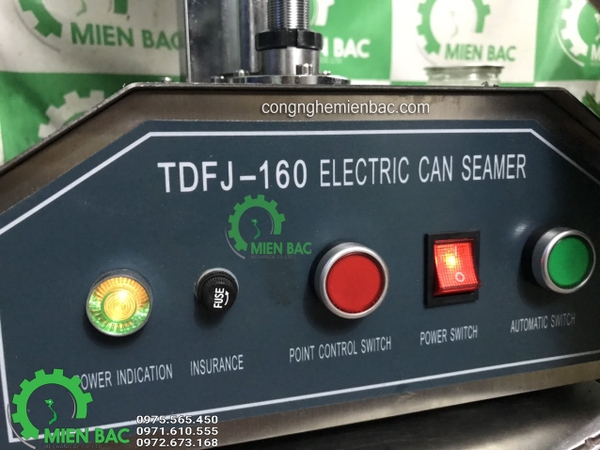 MIEN BAC
MIEN BAC
congnghemienbac.com
TDFJ-160 ELECTRIC CAN SEAMER
MIEN BAC
FUSE
POWER INDICATION
INSURANCE
POINT CONTROL SWITCH
POWER SWITCH
AUTOMATIC SWITCH
MIEN BAC
0975.565.450
0971.610.555
0972.673.168